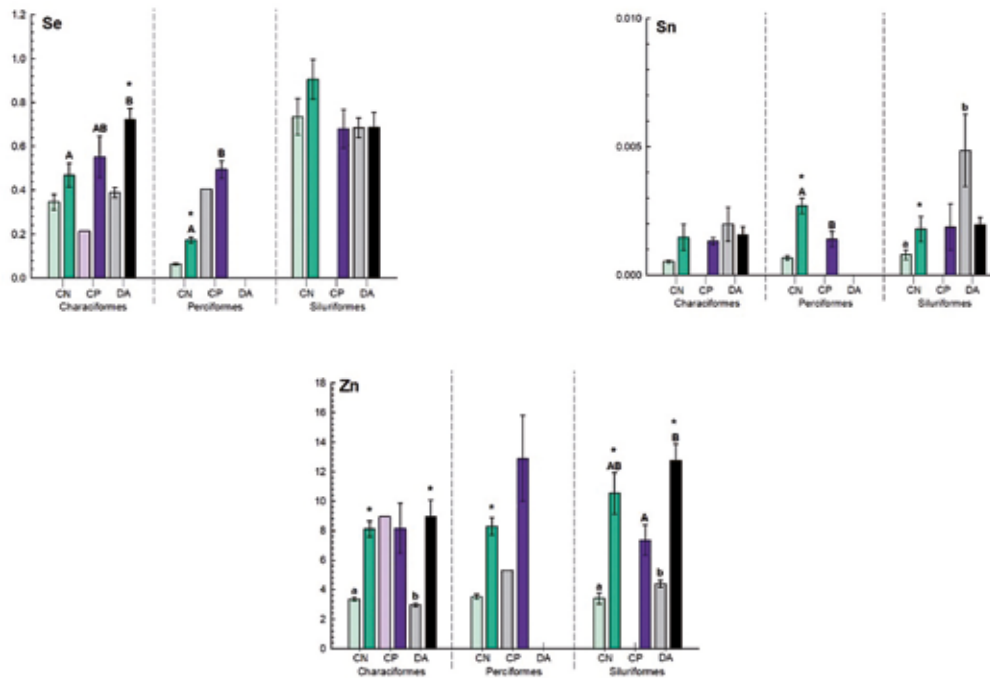 Se
1.2
1.0
0.8
0.6
0.4
0.2
0.0
A
AB
*
B
*
A
B
CN CP DA CN CP DA CN CP DA
Characiformes Perciformes Siluriformes
Sn
0.010
0.005
0.000
*
A
B
a
*
b
CN CP DA CN CP DA CN CP DA
Characiformes Perciformes Siluriformes
Zn
18
16
14
12
10
8
6
4
2
0
a
*
b
*
*
a
*
AB
A
b
*
B
CN CP DA CN CP DA CN CP DA
Characiformes Perciformes Siluriformes